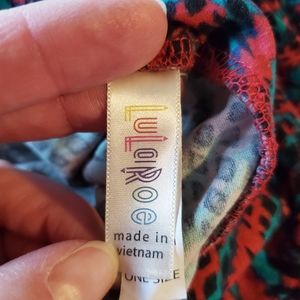 LuLaRoe
made in
vietnam
ONE SIZE